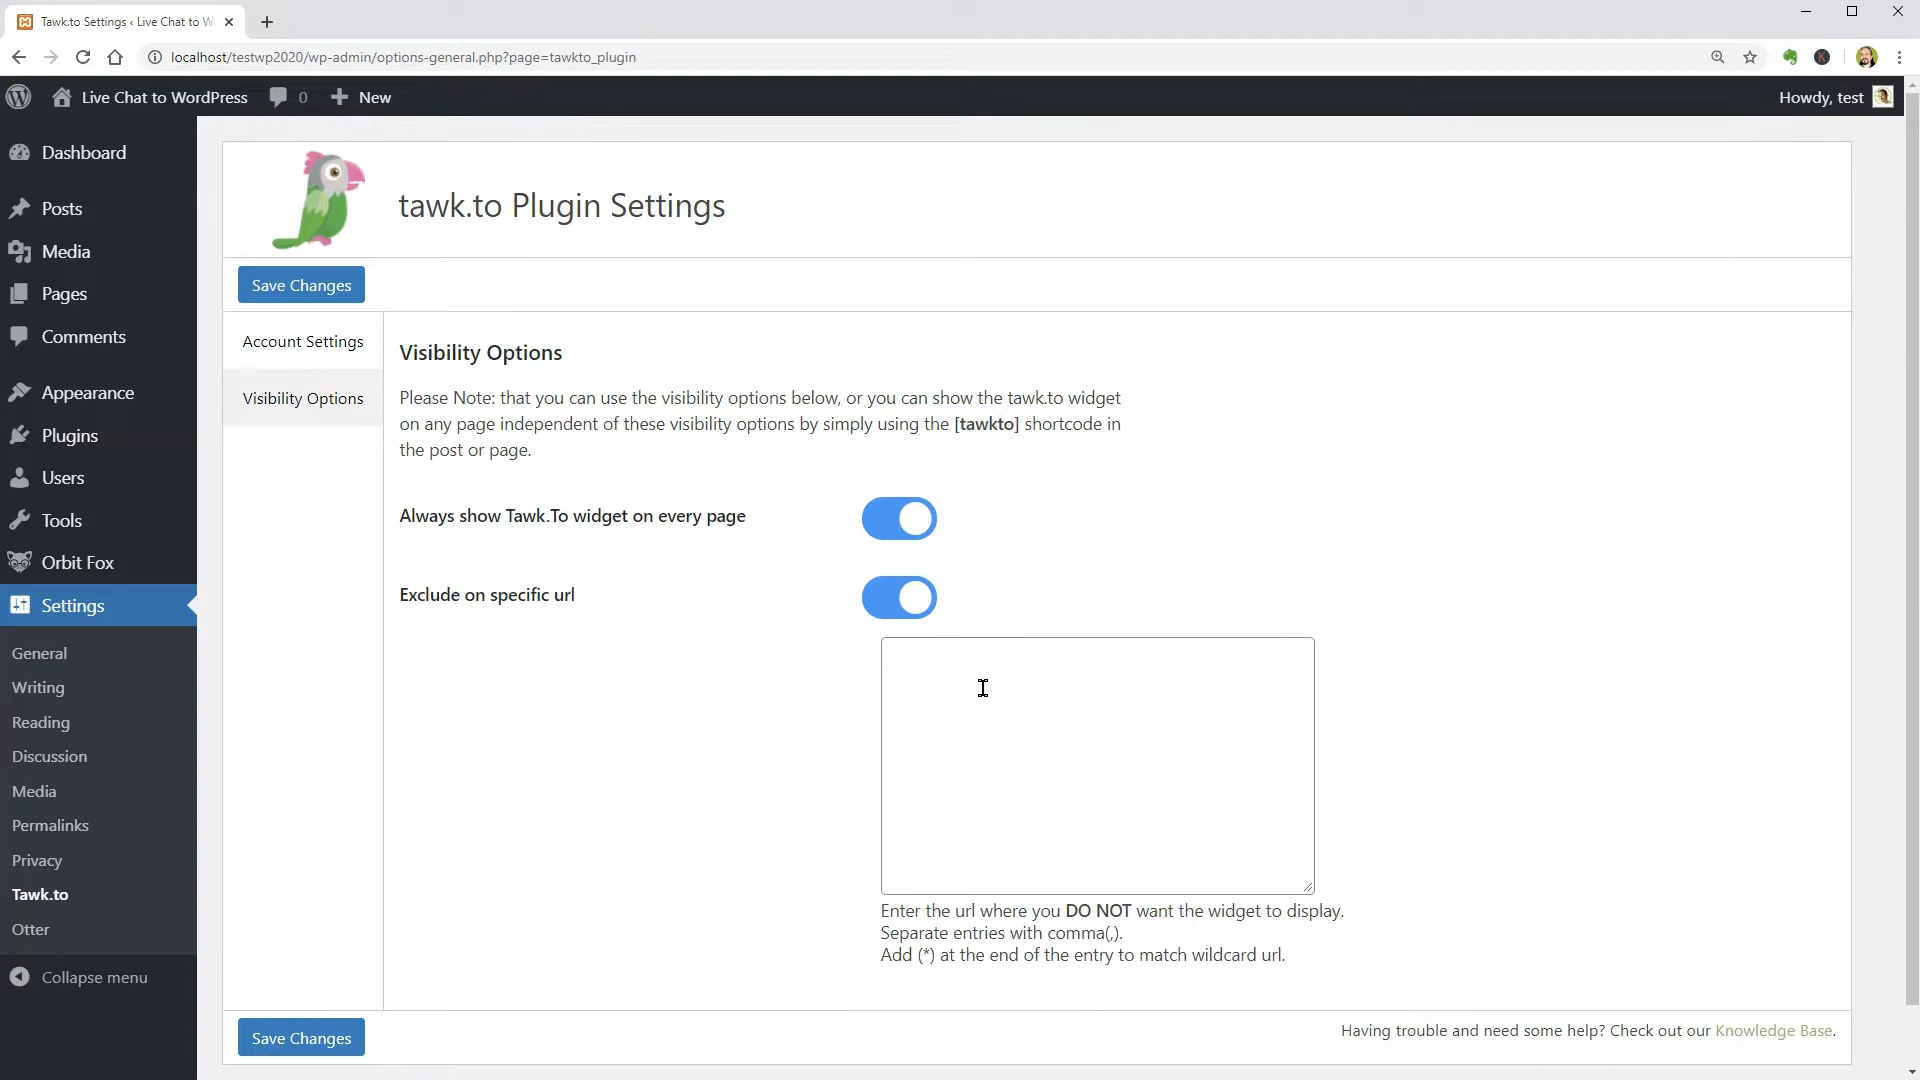 Tawk.to Settings ‹ Live Chat to W
localhost/testwp2020/wp-admin/options-general.php?page=tawkto_plugin
K
Live Chat to WordPress
0
New
Howdy, test
Dashboard
Posts
Media
Pages
Comments
Appearance
Plugins
Users
Tools
Orbit Fox
Settings
General
Writing
Reading
Discussion
Media
Permalinks
Privacy
Tawk.to
Otter
Collapse menu
tawk.to Plugin Settings
Save Changes
Account Settings
Visibility Options
Visibility Options
Please Note: that you can use the visibility options below, or you can show the tawk.to widget
on any page independent of these visibility options by simply using the [tawkto] shortcode in
the post or page.
Always show Tawk.To widget on every page
Exclude on specific url
Enter the url where you DO NOT want the widget to display.
Separate entries with comma(,).
Add (*) at the end of the entry to match wildcard url.
Save Changes
Having trouble and need some help? Check out our Knowledge Base.